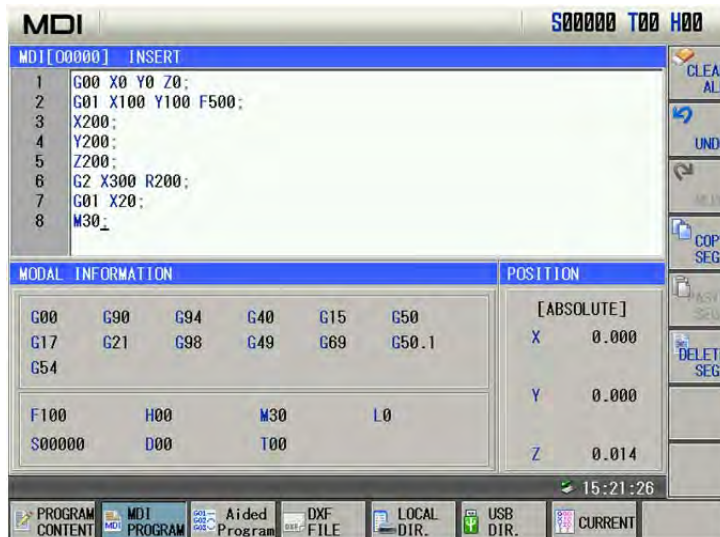 MDI S00000 T00 H00
MDI[O0000] INSERT
1 G00 X0 Y0 Z0;
2 G01 X100 Y100 F500;
3 X200;
4 Y200;
5 Z200;
6 G2 X300 R200;
7 G01 X20;
8 M30;
CLEA
AL
UND
COP
SEG
DELET
SEG
MODAL INFORMATION
G00 G90 G94 G40 G15 G50
G17 G21 G98 G49 G69 G50.1
G54
F100 H00 M30 L0
S00000 D00 T00
POSITION
[ABSOLUTE]
X 0.000
Y 0.000
Z 0.014
15:21:26
PROGRAM CONTENT
MDI PROGRAM
Aided Program
DXF FILE
LOCAL DIR.
USB DIR.
CURRENT